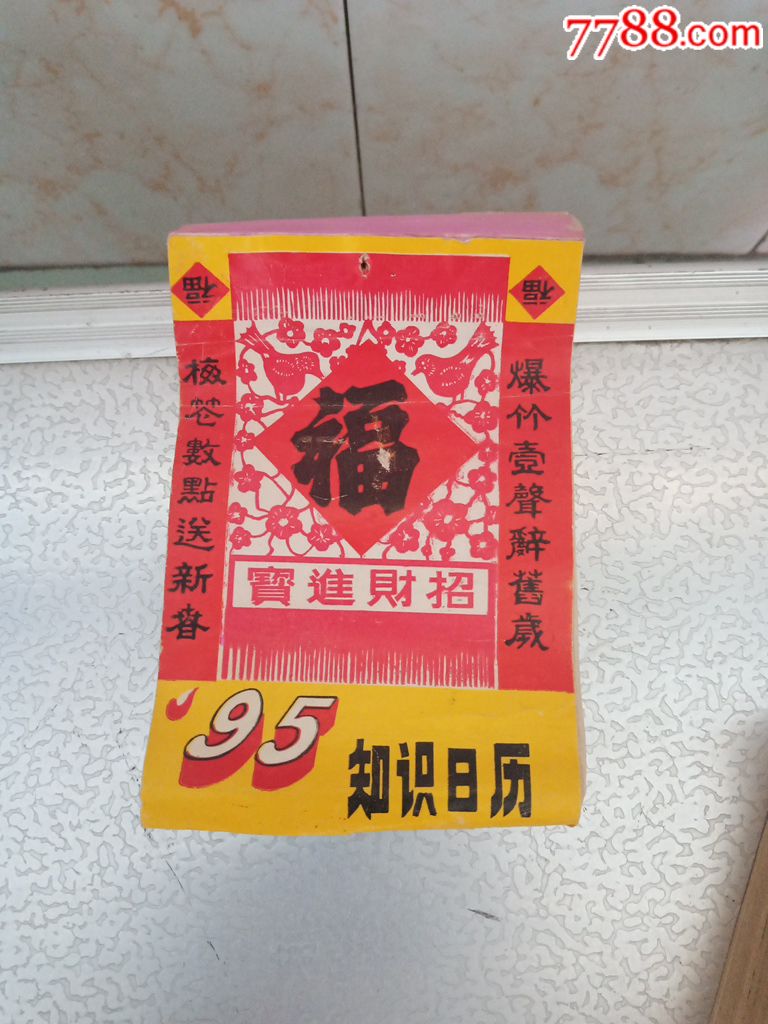 7788.com
福
福
爆竹壹聲辭舊歲
梅花數點送新春
福
招財進寶
'95
知识日历